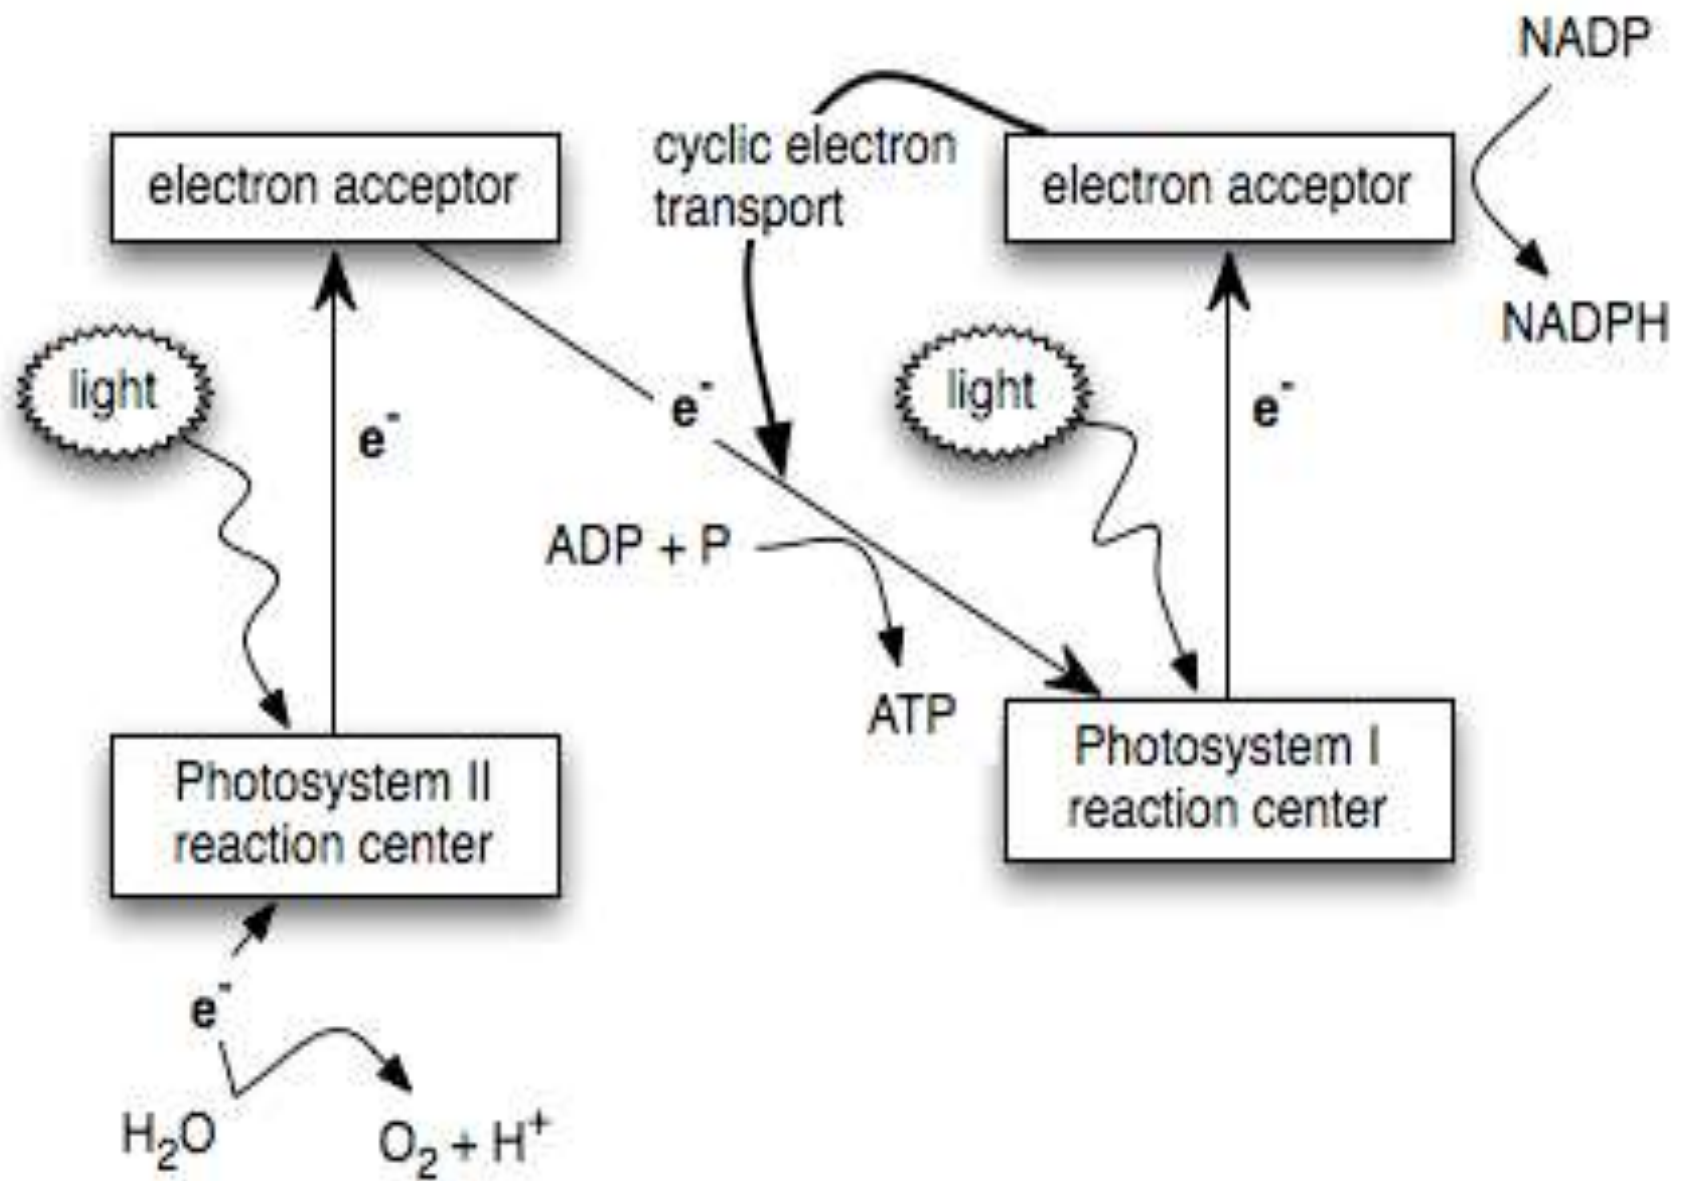 NADP
cyclic electron
transport
electron acceptor
electron acceptor
NADPH
light
light
e⁻
e⁻
e⁻
ADP + P
ATP
Photosystem II
reaction center
Photosystem I
reaction center
e⁻
H₂O
O₂ + H⁺